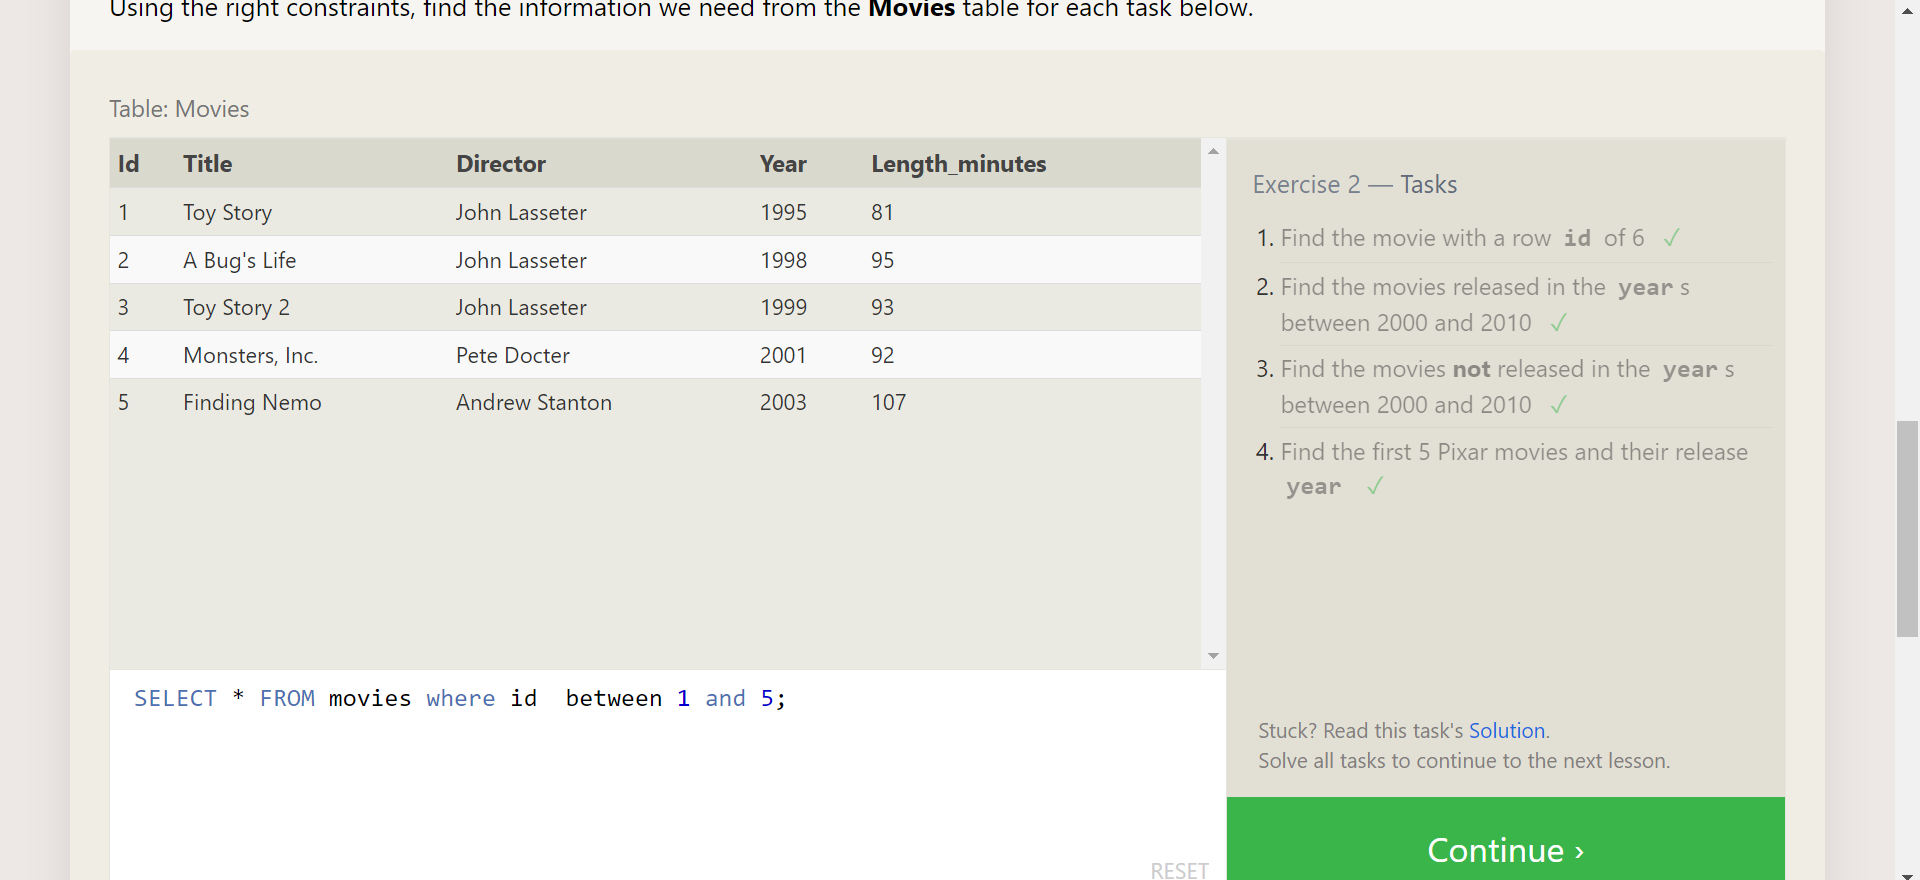 Using the right constraints, find the information we need from the Movies table for each task below.
Table: Movies
Id Title Director Year Length_minutes
1 Toy Story John Lasseter 1995 81
2 A Bug's Life John Lasseter 1998 95
3 Toy Story 2 John Lasseter 1999 93
4 Monsters, Inc. Pete Docter 2001 92
5 Finding Nemo Andrew Stanton 2003 107
SELECT * FROM movies where id  between 1 and 5;
RESET
Exercise 2 — Tasks
1. Find the movie with a row id of 6 ✓
2. Find the movies released in the year s
between 2000 and 2010 ✓
3. Find the movies not released in the year s
between 2000 and 2010 ✓
4. Find the first 5 Pixar movies and their release
year ✓
Stuck? Read this task's Solution.
Solve all tasks to continue to the next lesson.
Continue ›